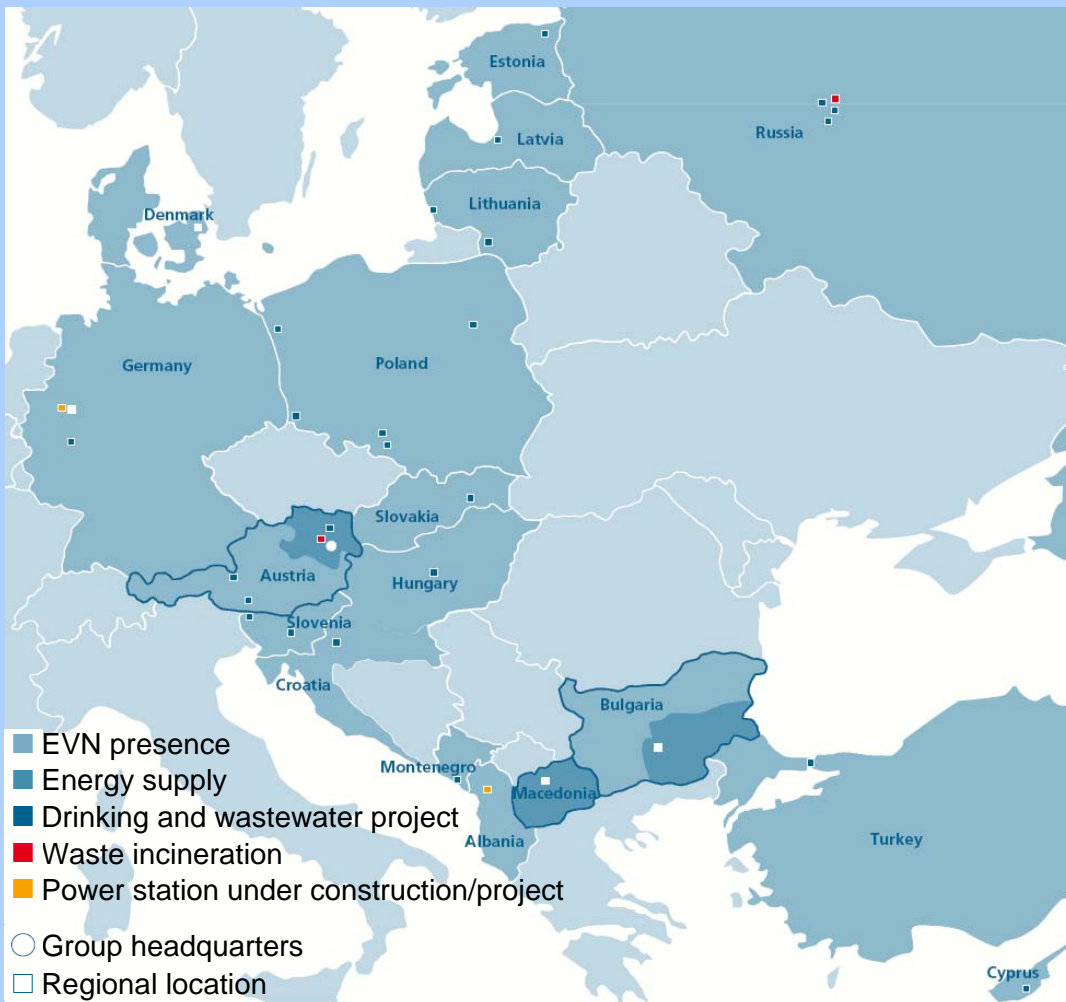 Estonia
Russia
Latvia
Lithuania
Denmark
Germany
Poland
Slovakia
Austria
Hungary
Slovenia
Croatia
Bulgaria
Montenegro
Macedonia
Albania
Turkey
Cyprus
EVN presence
Energy supply
Drinking and wastewater project
Waste incineration
Power station under construction/project
Group headquarters
Regional location